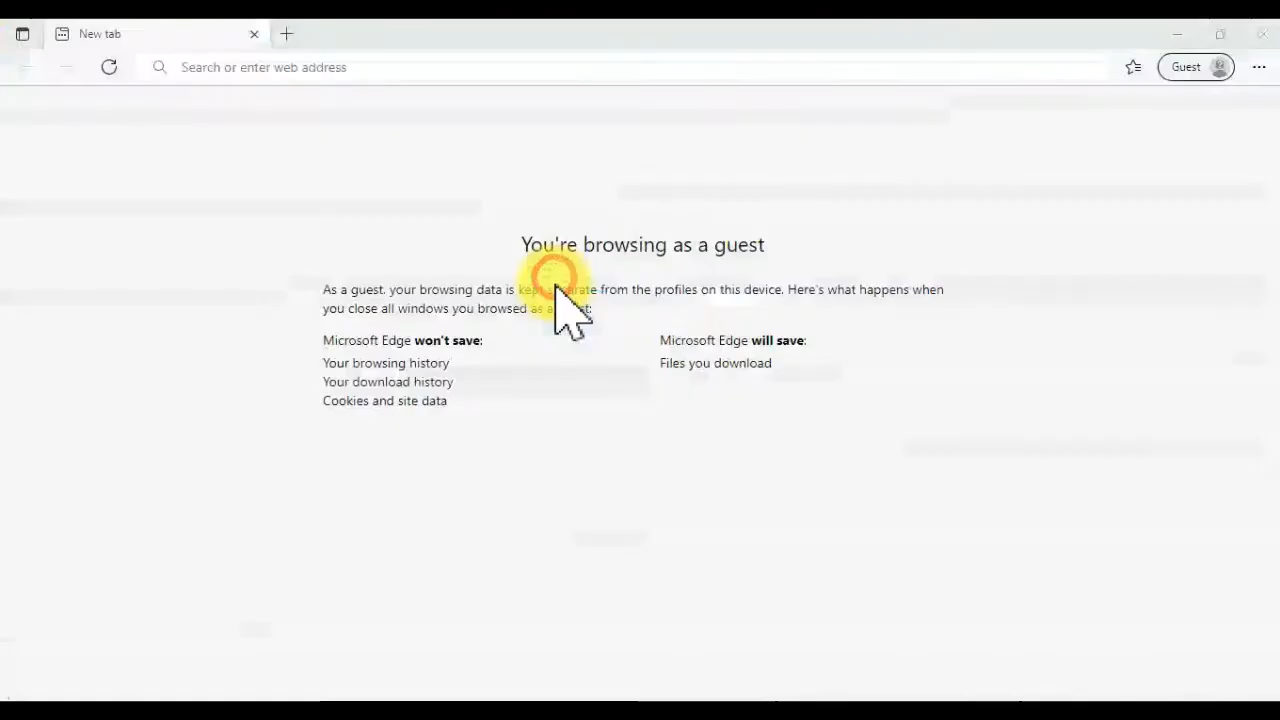 New tab
Search or enter web address
Guest
You're browsing as a guest
As a guest, your browsing data is kept from the profiles on this device. Here's what happens when
you close all windows you browsed as a
Microsoft Edge won't save:
Microsoft Edge will save:
Your browsing history
Files you download
Your download history
Cookies and site data